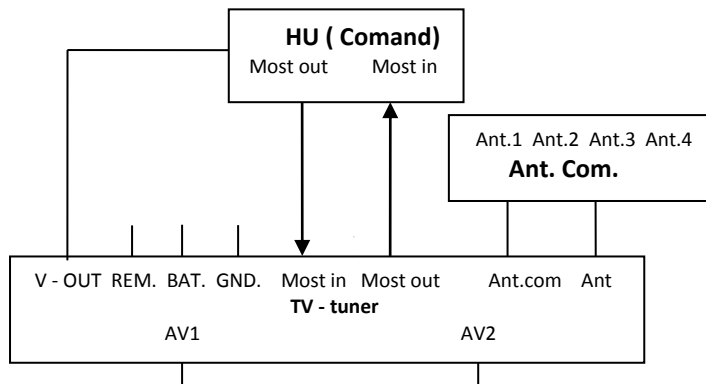 HU ( Comand)
Most out Most in
Ant.1 Ant.2 Ant.3 Ant.4
Ant. Com.
V - OUT REM. BAT. GND. Most in Most out Ant.com Ant
TV - tuner
AV1 AV2